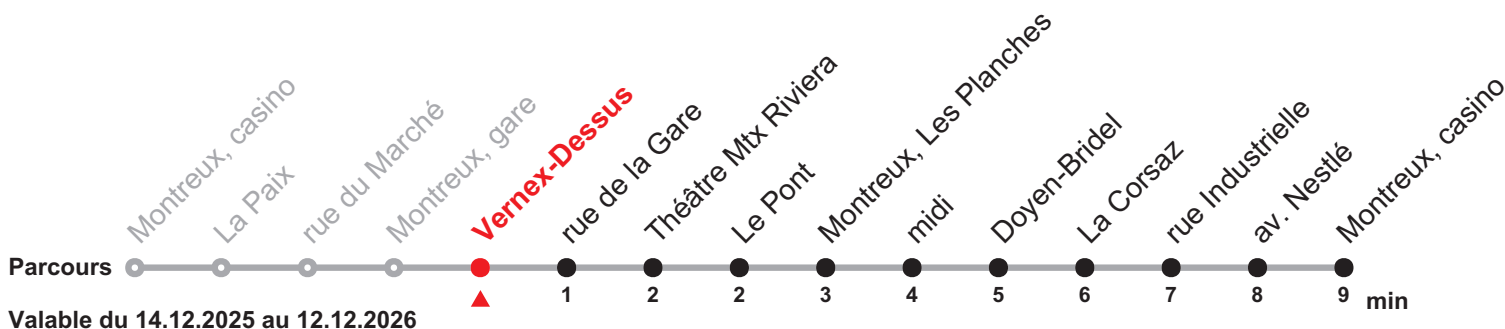 Montreux, casino
La Paix
rue du Marché
Montreux, gare
Vernex-Dessus
rue de la Gare
Théâtre Mtx Riviera
Le Pont
Montreux, Les Planches
midi
Doyen-Bridel
La Corsaz
rue Industrielle
av. Nestlé
Montreux, casino
Parcours
1 2 2 3 4 5 6 7 8 9 min
Valable du 14.12.2025 au 12.12.2026